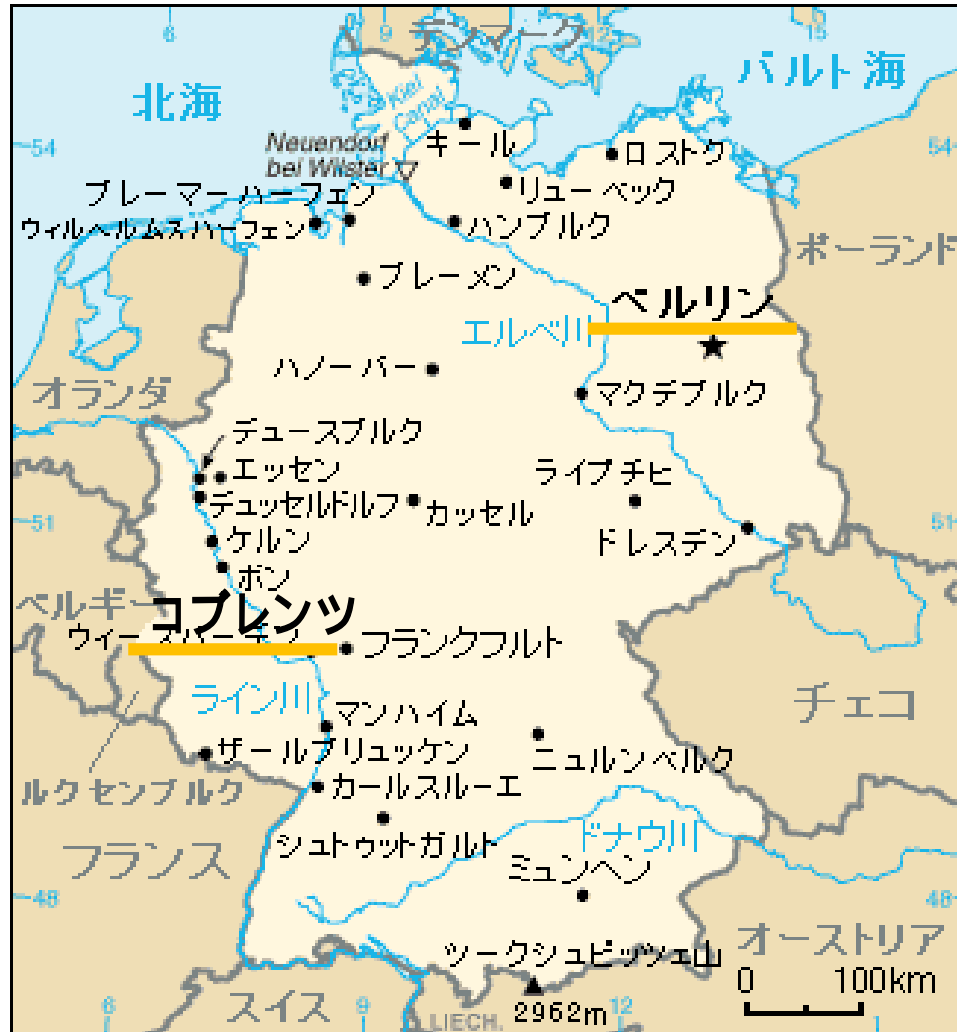 6
9
デンマーク
12
15
北海
バルト海
Kiel
Canal
54
Neuendorf
bei Wilster
キール
ロストク
54
ブレーマーハーフェン
リューベック
ウィルヘルムスハーフェン
ハンブルク
ポーランド
ブレーメン
ベルリン
エルベ川
ハノーバー
オランダ
マクデブルク
デュースブルク
エッセン
ライプチヒ
デュッセルドルフ
カッセル
51
ケルン
ドレスデン
51
ボン
ベルギー
コブレンツ
フランクフルト
ライン川
マンハイム
チェコ
ザールブリュッケン
ニュルンベルク
ルクセンブルク
カールスルーエ
シュトゥットガルト
ドナウ川
フランス
ミュンヘン
48
48
ツークシュピッツェ山
オーストリア
0 100km
スイス
6
9
LIECH.
2962m
12